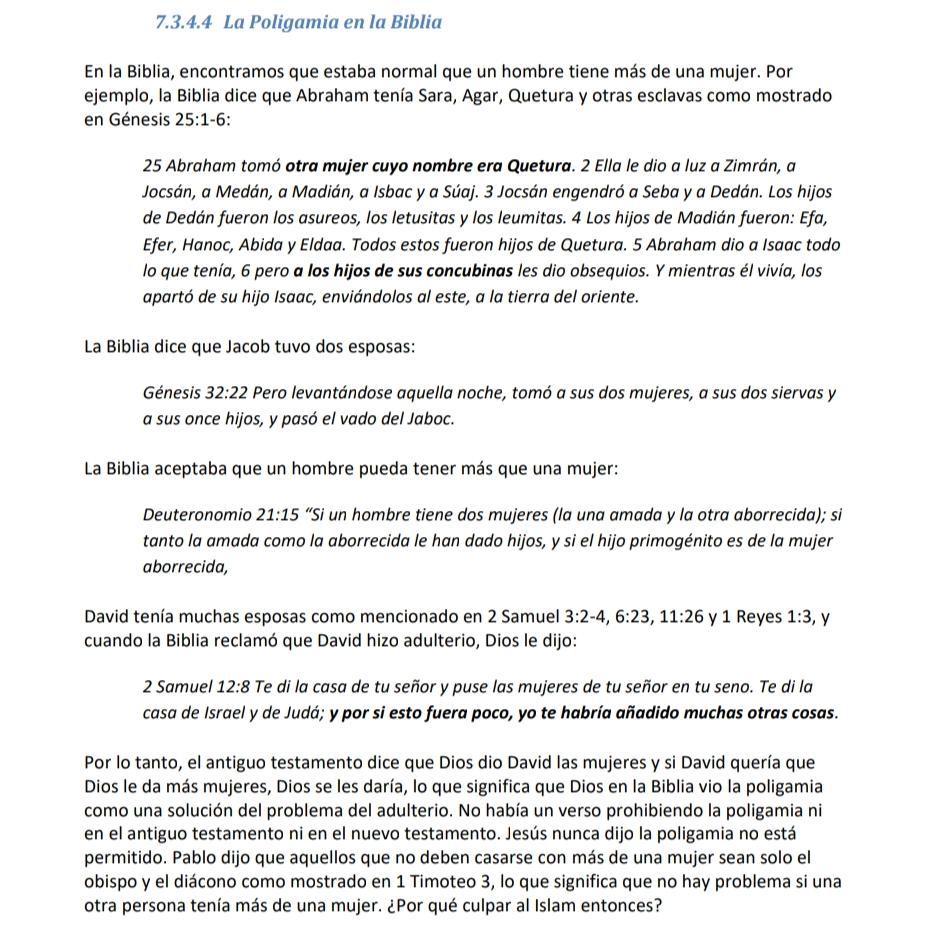 7.3.4.4 La Poligamia en la Biblia
En la Biblia, encontramos que estaba normal que un hombre tiene más de una mujer. Por
ejemplo, la Biblia dice que Abraham tenía Sara, Agar, Quetura y otras esclavas como mostrado
en Génesis 25:1-6:
25 Abraham tomó otra mujer cuyo nombre era Quetura. 2 Ella le dio a luz a Zimrán, a
Jocsán, a Medán, a Madián, a Isbac y a Súaj. 3 Jocsán engendró a Seba y a Dedán. Los hijos
de Dedán fueron los asureos, los letusitas y los leumitas. 4 Los hijos de Madián fueron: Efa,
Efer, Hanoc, Abida y Eldaa. Todos estos fueron hijos de Quetura. 5 Abraham dio a Isaac todo
lo que tenía, 6 pero a los hijos de sus concubinas les dio obsequios. Y mientras él vivía, los
apartó de su hijo Isaac, enviándolos al este, a la tierra del oriente.
La Biblia dice que Jacob tuvo dos esposas:
Génesis 32:22 Pero levantándose aquella noche, tomó a sus dos mujeres, a sus dos siervas y
a sus once hijos, y pasó el vado del Jaboc.
La Biblia aceptaba que un hombre pueda tener más que una mujer:
Deuteronomio 21:15 “Si un hombre tiene dos mujeres (la una amada y la otra aborrecida); si
tanto la amada como la aborrecida le han dado hijos, y si el hijo primogénito es de la mujer
aborrecida,
David tenía muchas esposas como mencionado en 2 Samuel 3:2-4, 6:23, 11:26 y 1 Reyes 1:3, y
cuando la Biblia reclamó que David hizo adulterio, Dios le dijo:
2 Samuel 12:8 Te di la casa de tu señor y puse las mujeres de tu señor en tu seno. Te di la
casa de Israel y de Judá; y por si esto fuera poco, yo te habría añadido muchas otras cosas.
Por lo tanto, el antiguo testamento dice que Dios dio David las mujeres y si David quería que
Dios le da más mujeres, Dios se les daría, lo que significa que Dios en la Biblia vio la poligamia
como una solución del problema del adulterio. No había un verso prohibiendo la poligamia ni
en el antiguo testamento ni en el nuevo testamento. Jesús nunca dijo la poligamia no está
permitido. Pablo dijo que aquellos que no deben casarse con más de una mujer sean solo el
obispo y el diácono como mostrado en 1 Timoteo 3, lo que significa que no hay problema si una
otra persona tenía más de una mujer. ¿Por qué culpar al Islam entonces?